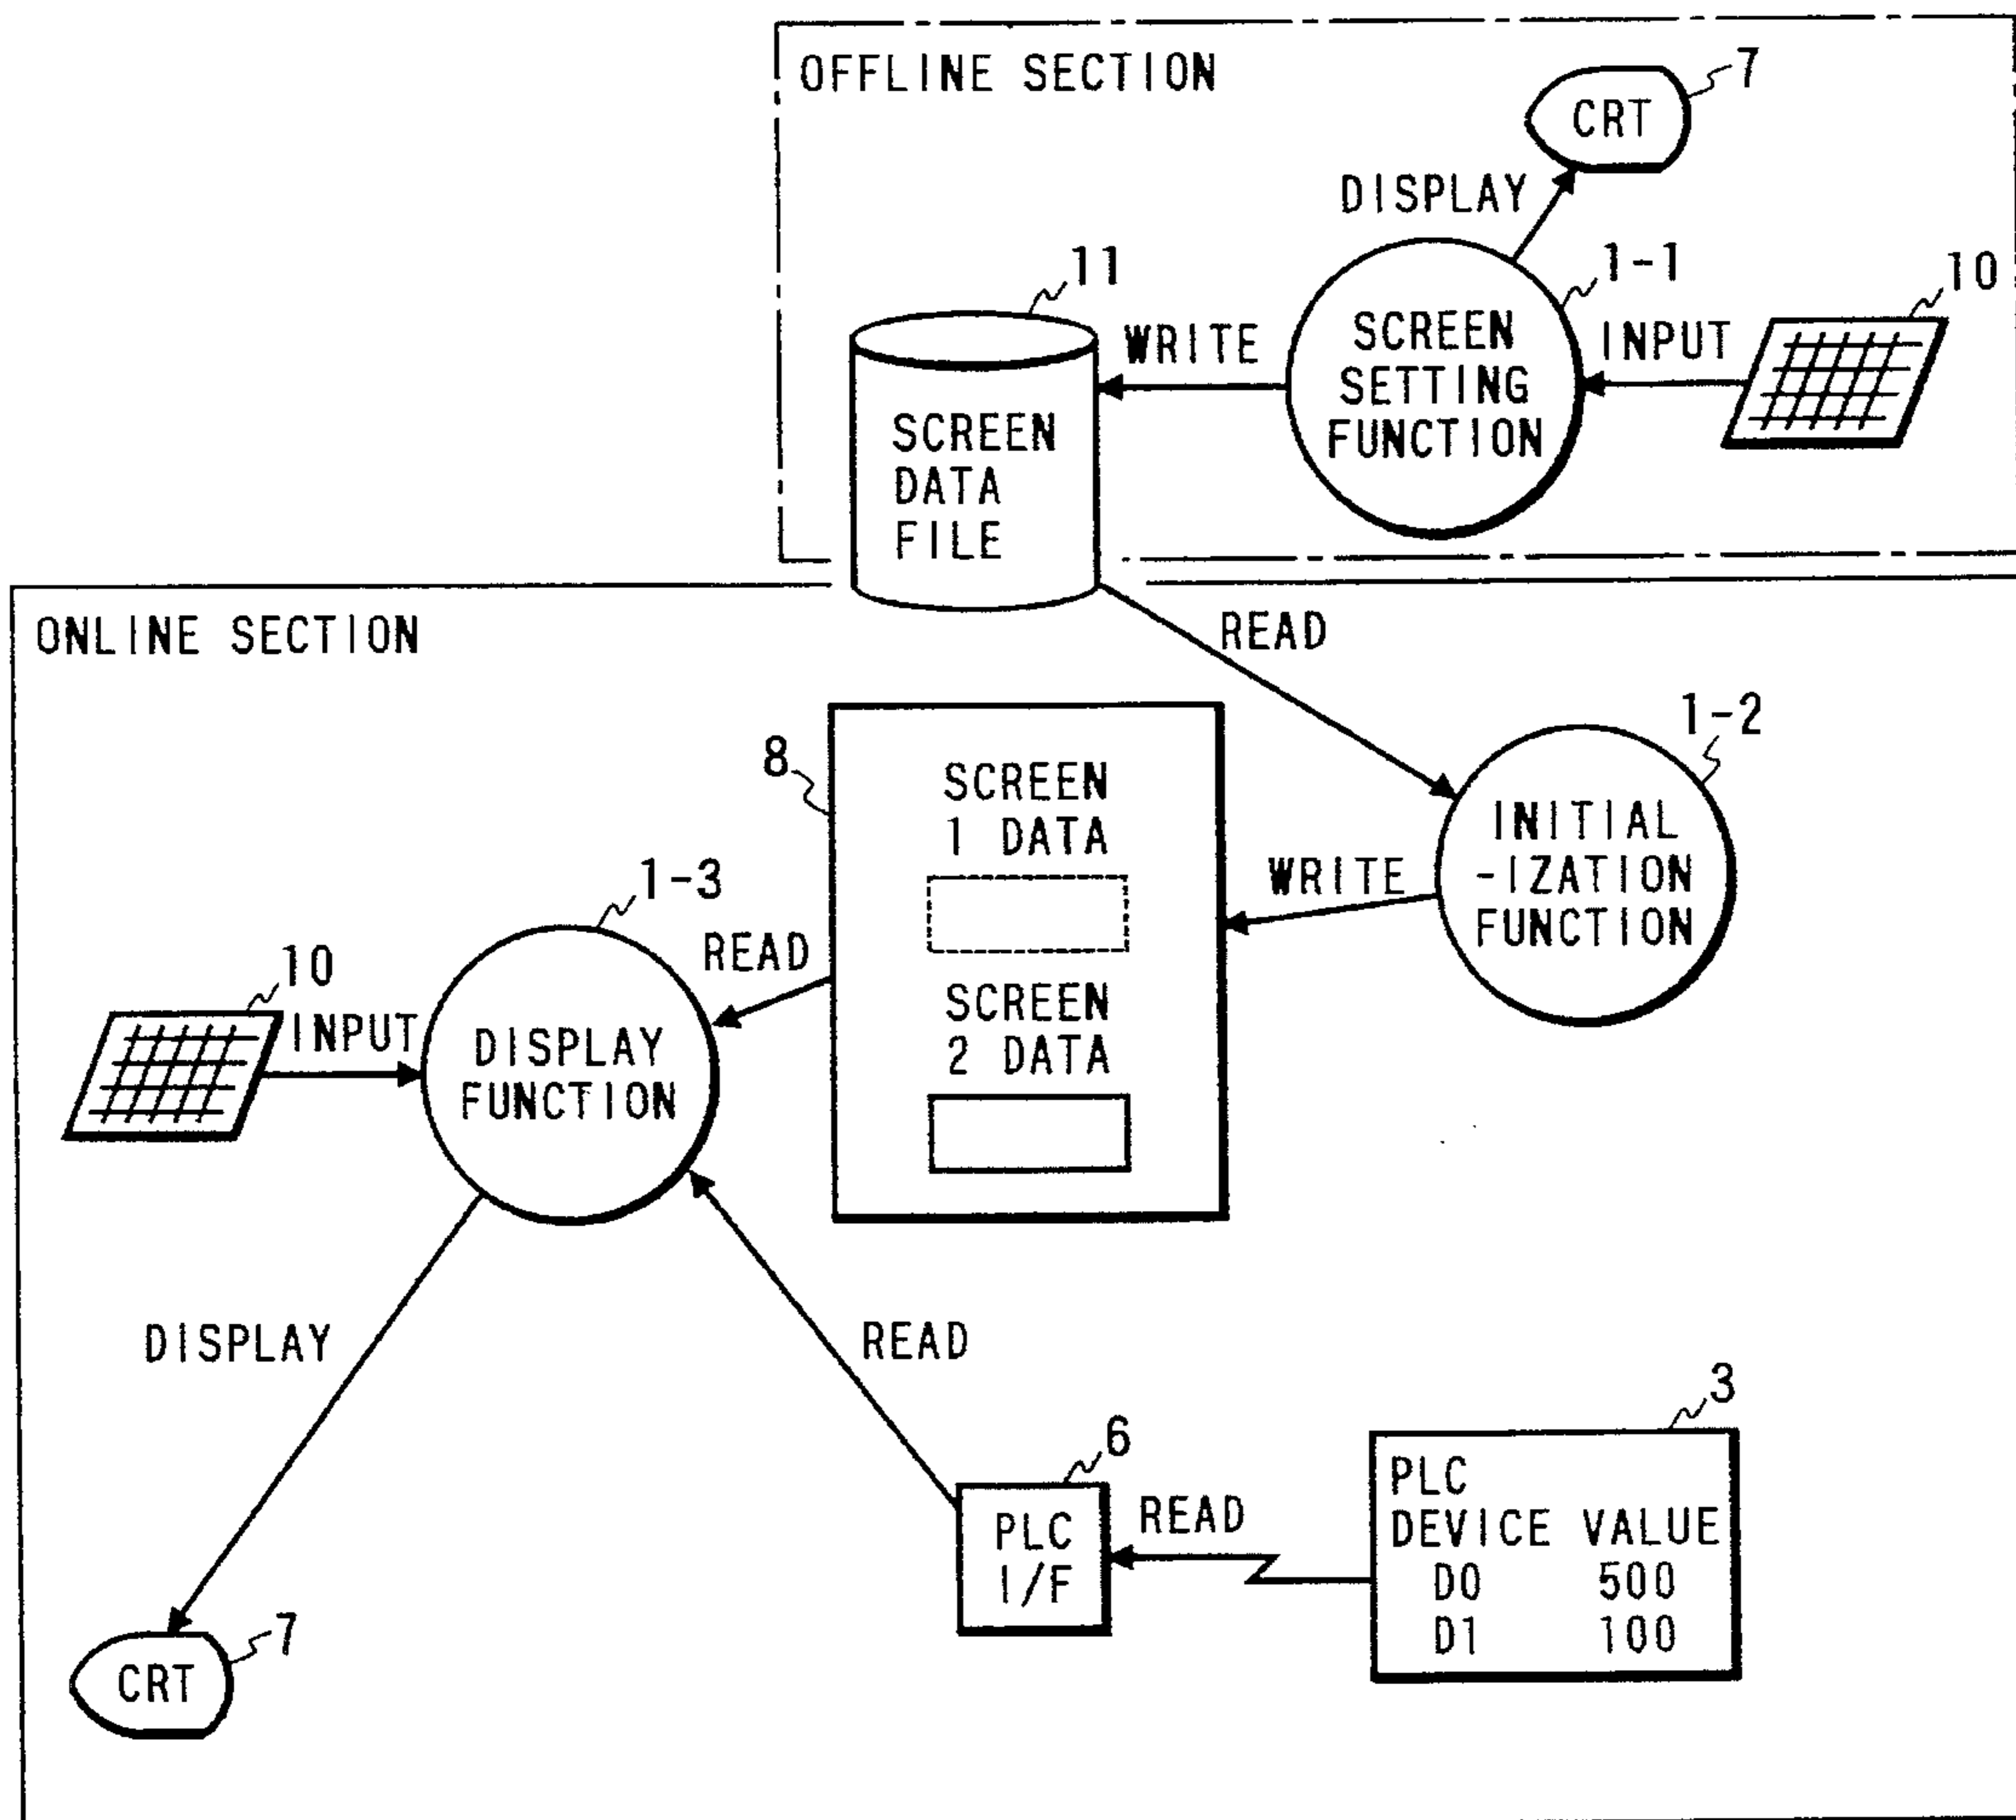 OFFLINE SECTION
7
CRT
DISPLAY
11
1-1
10
WRITE
SCREEN
SETTING
FUNCTION
INPUT
SCREEN
DATA
FILE
ONLINE SECTION
READ
1-2
8
SCREEN
1 DATA
INITIAL
-IZATION
FUNCTION
WRITE
1-3
READ
10
INPUT
DISPLAY
FUNCTION
SCREEN
2 DATA
DISPLAY
READ
3
6
PLC
DEVICE VALUE
D0 500
D1 100
READ
PLC
I/F
7
CRT